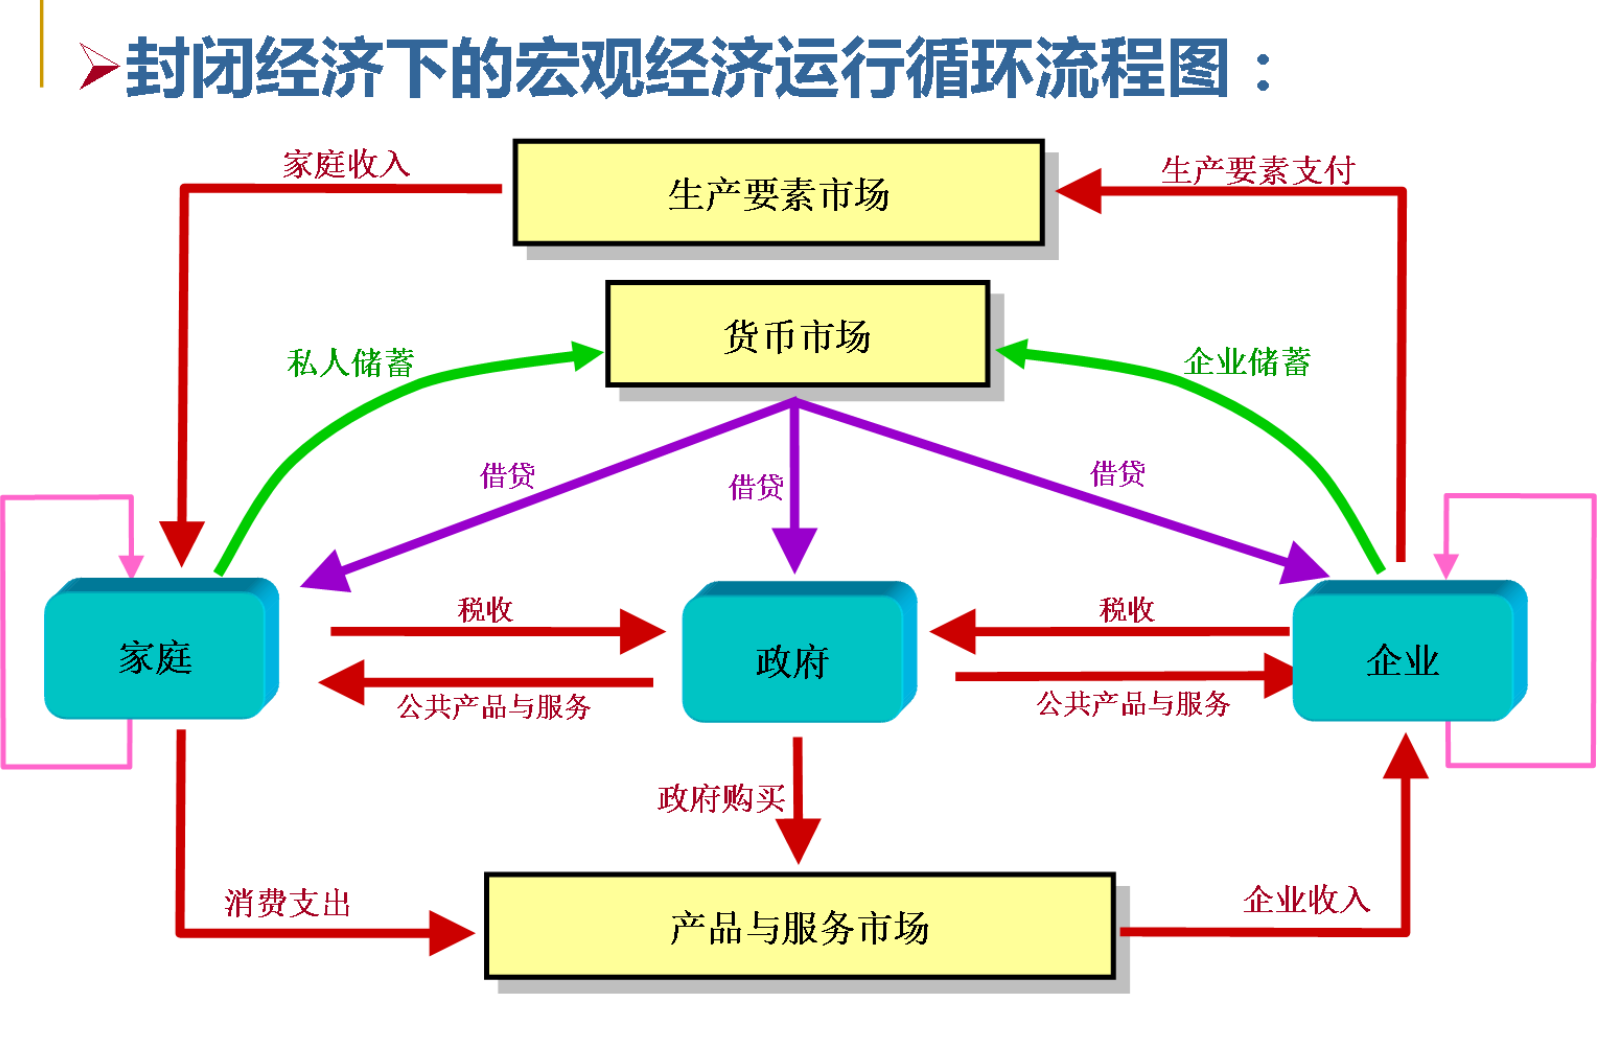 封闭经济下的宏观经济运行循环流程图：
家庭收入
生产要素市场
生产要素支付
货币市场
私人储蓄
企业储蓄
借贷
借贷
借贷
税收
税收
家庭
政府
企业
公共产品与服务
公共产品与服务
政府购买
消费支出
产品与服务市场
企业收入